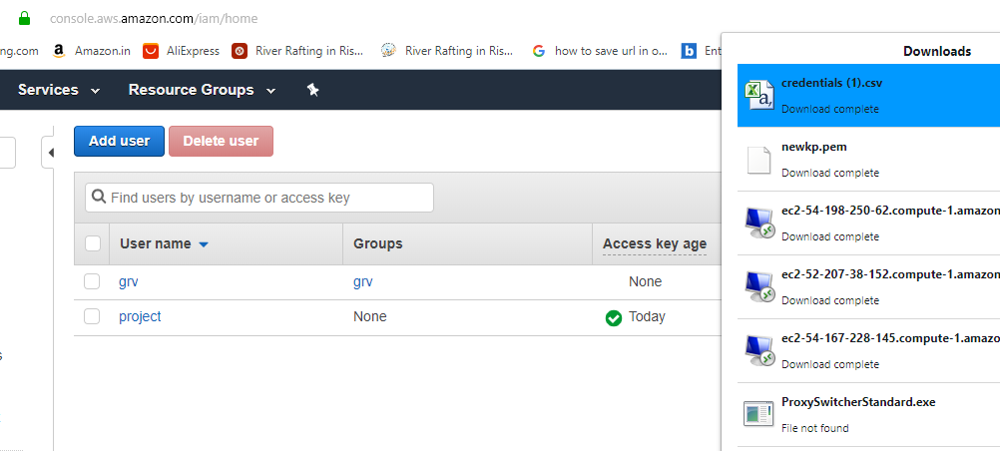 console.aws.amazon.com/iam/home
ng.com
a Amazon.in
AliExpress
River Rafting in Ris...
River Rafting in Ris...
G how to save url in o...
b Ent
Services
Resource Groups
Add user
Delete user
Find users by username or access key
User name
Groups
Access key age
grv
grv
None
project
None
Today
s
Downloads
credentials (1).csv
Download complete
newkp.pem
Download complete
ec2-54-198-250-62.compute-1.amazon
Download complete
ec2-52-207-38-152.compute-1.amazon
Download complete
ec2-54-167-228-145.compute-1.amazo
Download complete
ProxySwitcherStandard.exe
File not found